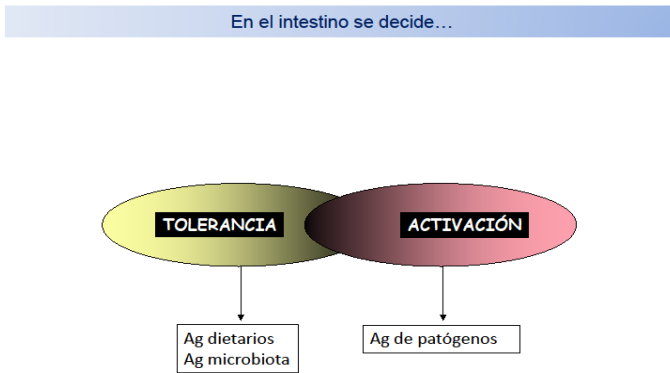 En el intestino se decide…
TOLERANCIA
ACTIVACIÓN
Ag dietarios
Ag microbiota
Ag de patógenos